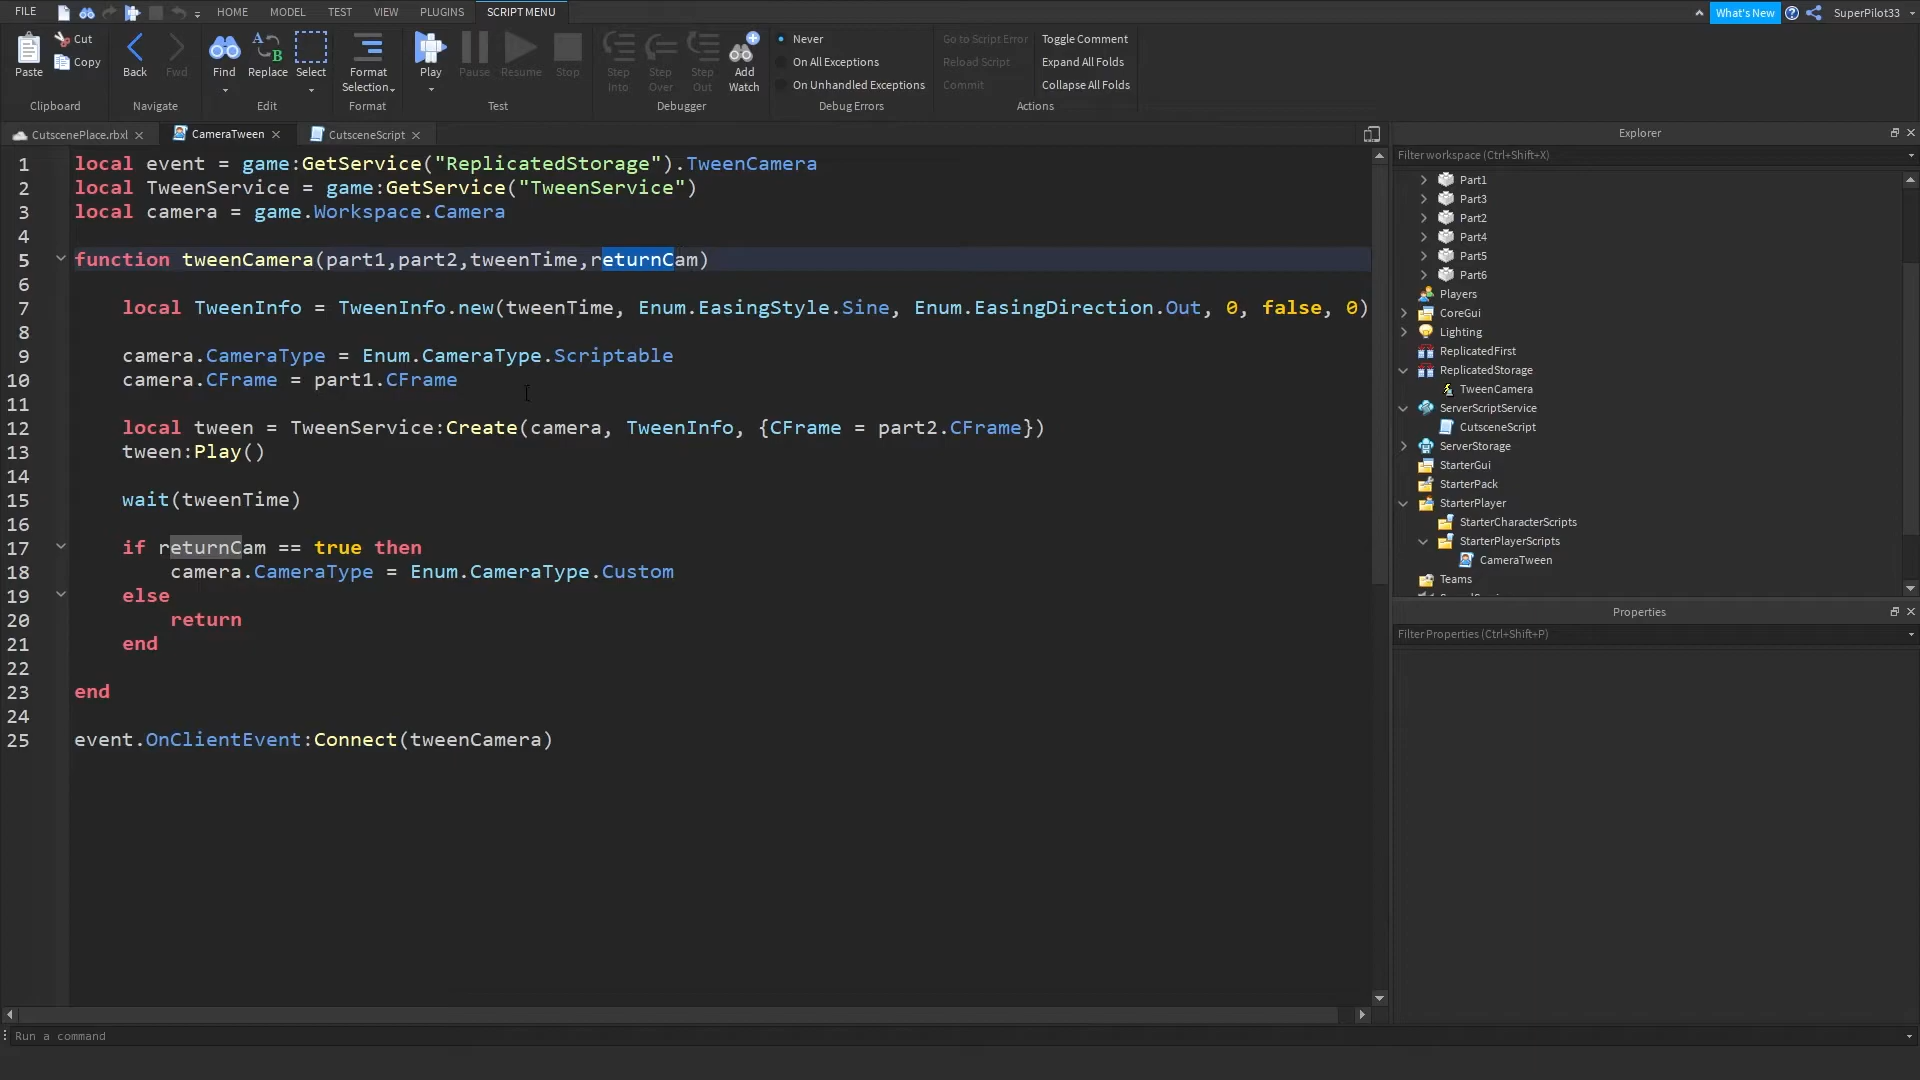 FILE HOME MODEL TEST VIEW PLUGINS SCRIPT MENU What's New SuperPilot33
Paste Cut Copy Clipboard
Back Fwd Navigate
Find Replace Select Edit
Format Selection Format
Play Pause Resume Stop Test
Step Into Step Over Step Out Add Watch Debugger
Never
On All Exceptions
On Unhandled Exceptions
Debug Errors
Go to Script Error Toggle Comment
Reload Script Expand All Folds
Commit Collapse All Folds
Actions
CutscenePlace.rbxl CameraTween CutsceneScript
1 local event = game:GetService("ReplicatedStorage").TweenCamera
2 local TweenService = game:GetService("TweenService")
3 local camera = game.Workspace.Camera
4
5 function tweenCamera(part1,part2,tweenTime,returnCam)
6
7 local TweenInfo = TweenInfo.new(tweenTime, Enum.EasingStyle.Sine, Enum.EasingDirection.Out, 0, false, 0)
8
9 camera.CameraType = Enum.CameraType.Scriptable
10 camera.CFrame = part1.CFrame
11
12 local tween = TweenService:Create(camera, TweenInfo, {CFrame = part2.CFrame})
13 tween:Play()
14
15 wait(tweenTime)
16
17 if returnCam == true then
18 camera.CameraType = Enum.CameraType.Custom
19 else
20 return
21 end
22
23 end
24
25 event.OnClientEvent:Connect(tweenCamera)
Run a command
Explorer
Filter workspace (Ctrl+Shift+X)
Part1
Part3
Part2
Part4
Part5
Part6
Players
CoreGui
Lighting
ReplicatedFirst
ReplicatedStorage
TweenCamera
ServerScriptService
CutsceneScript
ServerStorage
StarterGui
StarterPack
StarterPlayer
StarterCharacterScripts
StarterPlayerScripts
CameraTween
Teams
Properties
Filter Properties (Ctrl+Shift+P)